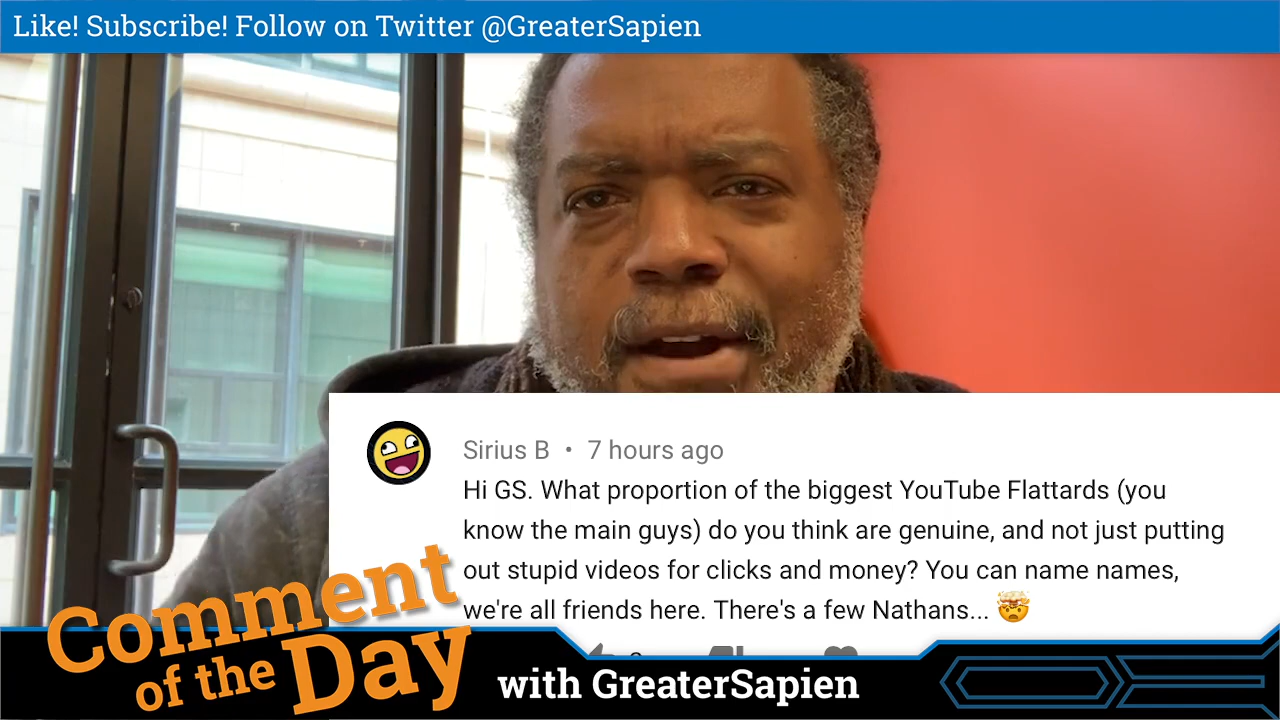 Like! Subscribe! Follow on Twitter @GreaterSapien
Sirius B • 7 hours ago
Hi GS. What proportion of the biggest YouTube Flattards (you
know the main guys) do you think are genuine, and not just putting
out stupid videos for clicks and money? You can name names,
we're all friends here. There's a few Nathans... 🤯
Comment
of the Day
with GreaterSapien